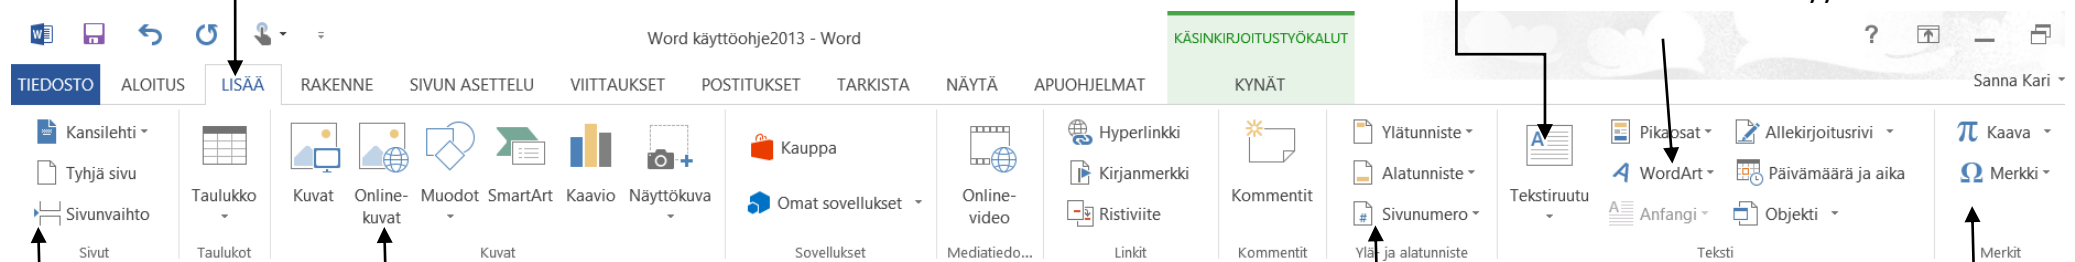 Word käyttöohje2013 - Word
KÄSINKIRJOITUSTYÖKALUT
?
TIEDOSTO ALOITUS LISÄÄ RAKENNE SIVUN ASETTELU VIITTAUKSET POSTITUKSET TARKISTA NÄYTÄ APUOHJELMAT KYNÄT
Sanna Kari
Kansilehti
Tyhjä sivu
Sivunvaihto
Sivut
Taulukko
Taulukot
Kuvat
Online-
kuvat
Muodot
SmartArt
Kaavio
Näyttökuva
Kuvat
Kauppa
Omat sovellukset
Sovellukset
Online-
video
Mediatiedo...
Hyperlinkki
Kirjanmerkki
Ristiviite
Linkit
Kommentit
Kommentit
Ylätunniste
Alatunniste
Sivunumero
Ylä- ja alatunniste
Tekstiruutu
Pikaosat
WordArt
Anfangi
Allekirjoitusrivi
Päivämäärä ja aika
Objekti
Teksti
π Kaava
Ω Merkki
Merkit